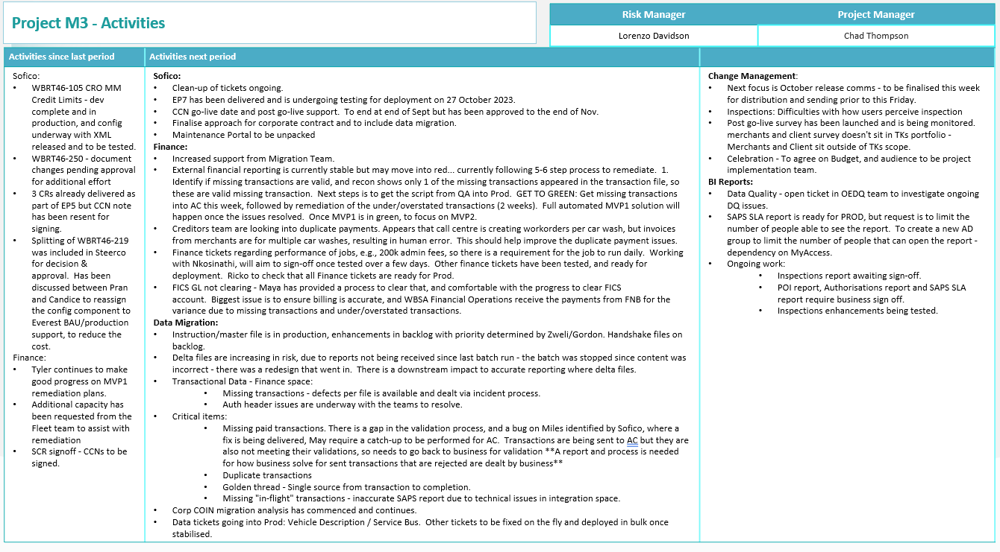 Project M3 - Activities
Risk Manager
Project Manager
Lorenzo Davidson
Chad Thompson
Activities since last period
Activities next period
Sofico:
• WBRT46-105 CRO MM
Credit Limits - dev
complete and in
production, and config
underway with XML
released and to be tested.
• WBRT46-250 - document
changes pending approval
for additional effort
• 3 CRs already delivered as
part of EP5 but CCN note
has been resent for
signing.
• Splitting of WBRT46-219
was included in Steerco
for decision &
approval.  Has been
discussed between Pran
and Candice to reassign
the config component to
Everest BAU/production
support, to reduce the
cost.
Finance:
• Tyler continues to make
good progress on MVP1
remediation plans.
• Additional capacity has
been requested from the
Fleet team to assist with
remediation
• SCR signoff - CCNs to be
signed.
Sofico:
• Clean-up of tickets ongoing.
• EP7 has been delivered and is undergoing testing for deployment on 27 October 2023.
• CCN go-live date and post go-live support.  To end at end of Sept but has been approved to the end of Nov.
• Finalise approach for corporate contract and to include data migration.
• Maintenance Portal to be unpacked
Finance:
• Increased support from Migration Team.
• External financial reporting is currently stable but may move into red... currently following 5-6 step process to remediate.  1.
Identify if missing transactions are valid, and recon shows only 1 of the missing transactions appeared in the transaction file, so
these are valid missing transaction.  Next steps is to get the script from QA into Prod.  GET TO GREEN: Get missing transactions
into AC this week, followed by remediation of the under/overstated transactions (2 weeks).  Full automated MVP1 solution will
happen once the issues resolved.  Once MVP1 is in green, to focus on MVP2.
• Creditors team are looking into duplicate payments. Appears that call centre is creating workorders per car wash, but invoices
from merchants are for multiple car washes, resulting in human error.  This should help improve the duplicate payment issues.
• Finance tickets regarding performance of jobs, e.g., 200k admin fees, so there is a requirement for the job to run daily.  Working
with Nkosinathi, will aim to sign-off once tested over a few days.  Other finance tickets have been tested, and ready for
deployment.  Ricko to check that all Finance tickets are ready for Prod.
• FICS GL not clearing - Maya has provided a process to clear that, and comfortable with the progress to clear FICS
account.  Biggest issue is to ensure billing is accurate, and WBSA Financial Operations receive the payments from FNB for the
variance due to missing transactions and under/overstated transactions.
Data Migration:
• Instruction/master file is in production, enhancements in backlog with priority determined by Zweli/Gordon. Handshake files on
backlog.
• Delta files are increasing in risk, due to reports not being received since last batch run - the batch was stopped since content was
incorrect - there was a redesign that went in.  There is a downstream impact to accurate reporting where delta files.
• Transactional Data - Finance space:
• Missing transactions - defects per file is available and dealt via incident process.
• Auth header issues are underway with the teams to resolve.
• Critical items:
• Missing paid transactions. There is a gap in the validation process, and a bug on Miles identified by Sofico, where a
fix is being delivered, May require a catch-up to be performed for AC.  Transactions are being sent to AC but they are
also not meeting their validations, so needs to go back to business for validation **A report and process is needed
for how business solve for sent transactions that are rejected are dealt by business**
• Duplicate transactions
• Golden thread - Single source from transaction to completion.
• Missing "in-flight" transactions - inaccurate SAPS report due to technical issues in integration space.
• Corp COIN migration analysis has commenced and continues.
• Data tickets going into Prod: Vehicle Description / Service Bus.  Other tickets to be fixed on the fly and deployed in bulk once
stabilised.
Change Management:
• Next focus is October release comms - to be finalised this week
for distribution and sending prior to this Friday.
• Inspections: Difficulties with how users perceive inspection
• Post go-live survey has been launched and is being monitored.
merchants and client survey doesn't sit in TKs portfolio -
Merchants and Client sit outside of TKs scope.
• Celebration - To agree on Budget, and audience to be project
implementation team.
BI Reports:
• Data Quality - open ticket in OEDQ team to investigate ongoing
DQ issues.
• SAPS SLA report is ready for PROD, but request is to limit the
number of people able to see the report.  To create a new AD
group to limit the number of people that can open the report -
dependency on MyAccess.
• Ongoing work:
• Inspections report awaiting sign-off.
• POI report, Authorisations report and SAPS SLA
report require business sign off.
• Inspections enhancements being tested.